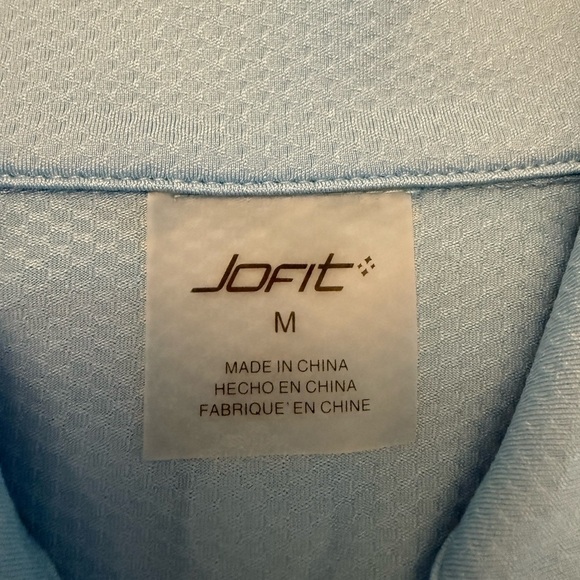 JOFIT
M
MADE IN CHINA
HECHO EN CHINA
FABRIQUE' EN CHINE